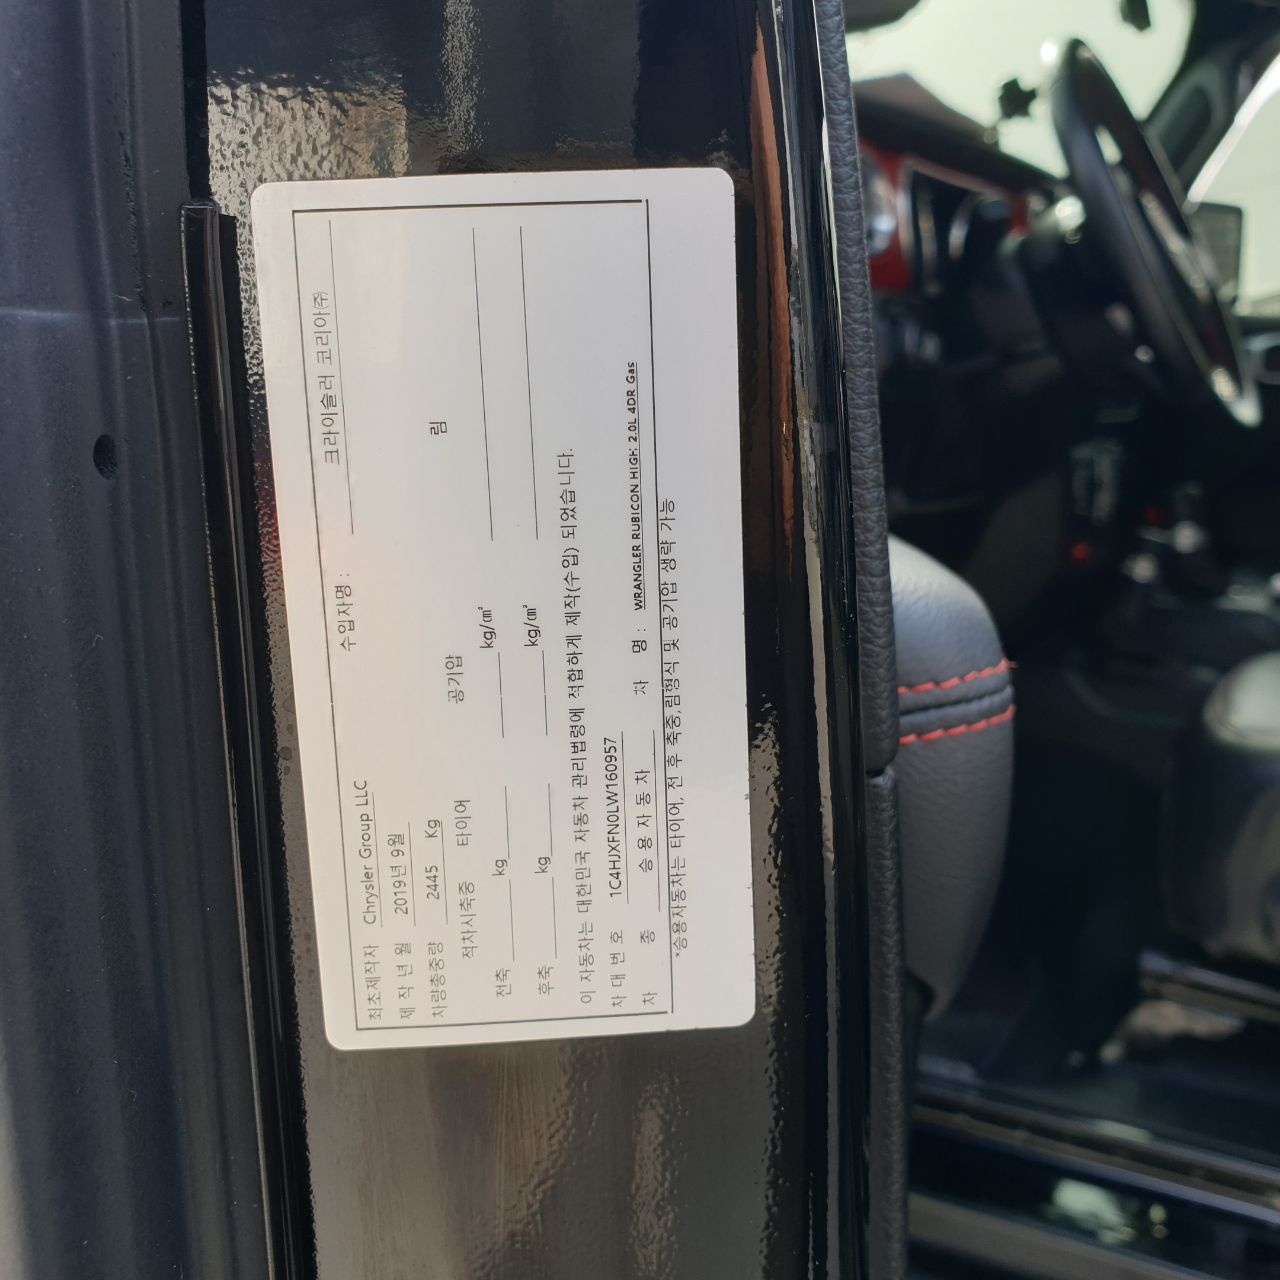 최초제작자 Chrysler Group LLC 수입자명 : 크라이슬러 코리아㈜
제 작 년 월 2019년 9월
차량총중량 2445 Kg
적차시축중 타이어 공기압 림
전축 kg kg/㎠
후축 kg kg/㎠
이 자동차는 대한민국 자동차 관리법령에 적합하게 제작(수입) 되었습니다.
차 대 번 호 1C4HJXFN0LW160957
차 종 승 용 자 동 차 차 명 : WRANGLER RUBICON HIGH 2.0L 4DR Gas
*승용자동차는 타이어, 전 후 축중,림형식 및 공기압 생략 가능